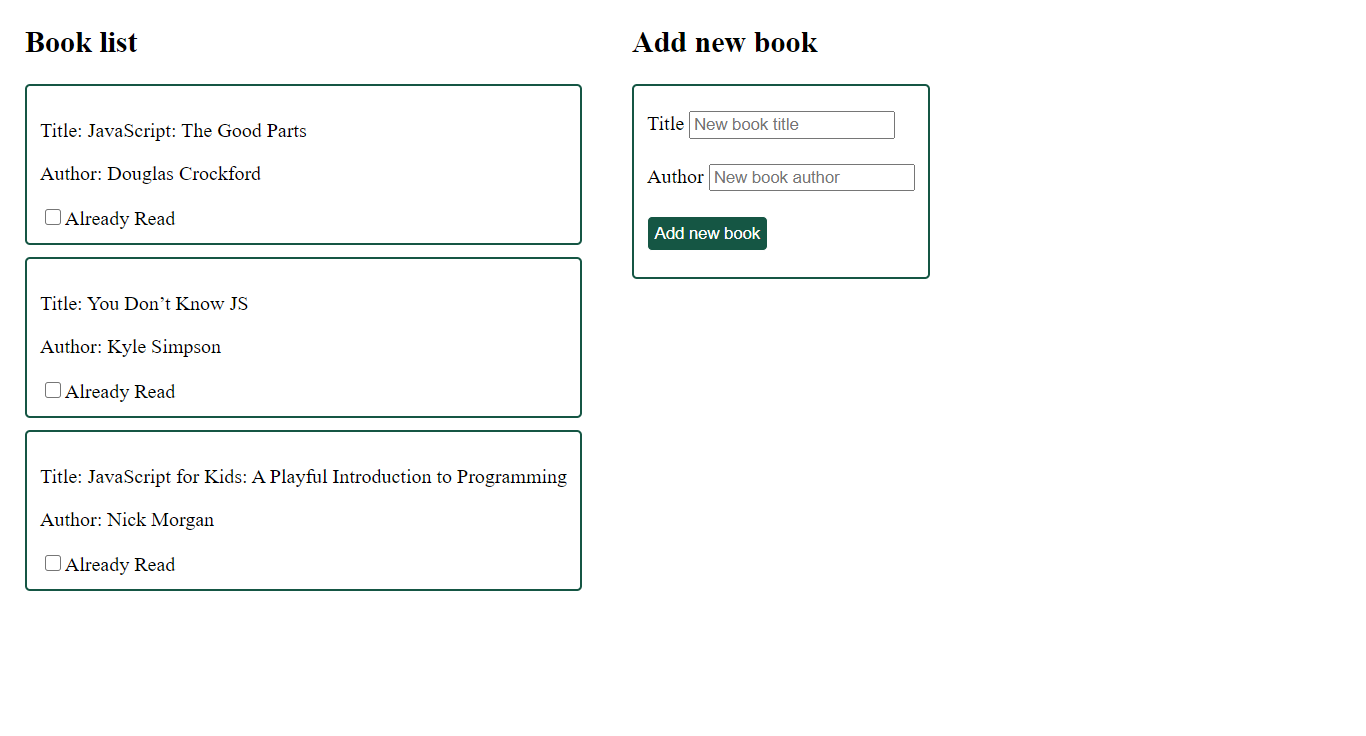 Book list
Title: JavaScript: The Good Parts
Author: Douglas Crockford
Already Read
Title: You Don’t Know JS
Author: Kyle Simpson
Already Read
Title: JavaScript for Kids: A Playful Introduction to Programming
Author: Nick Morgan
Already Read
Add new book
Title New book title
Author New book author
Add new book